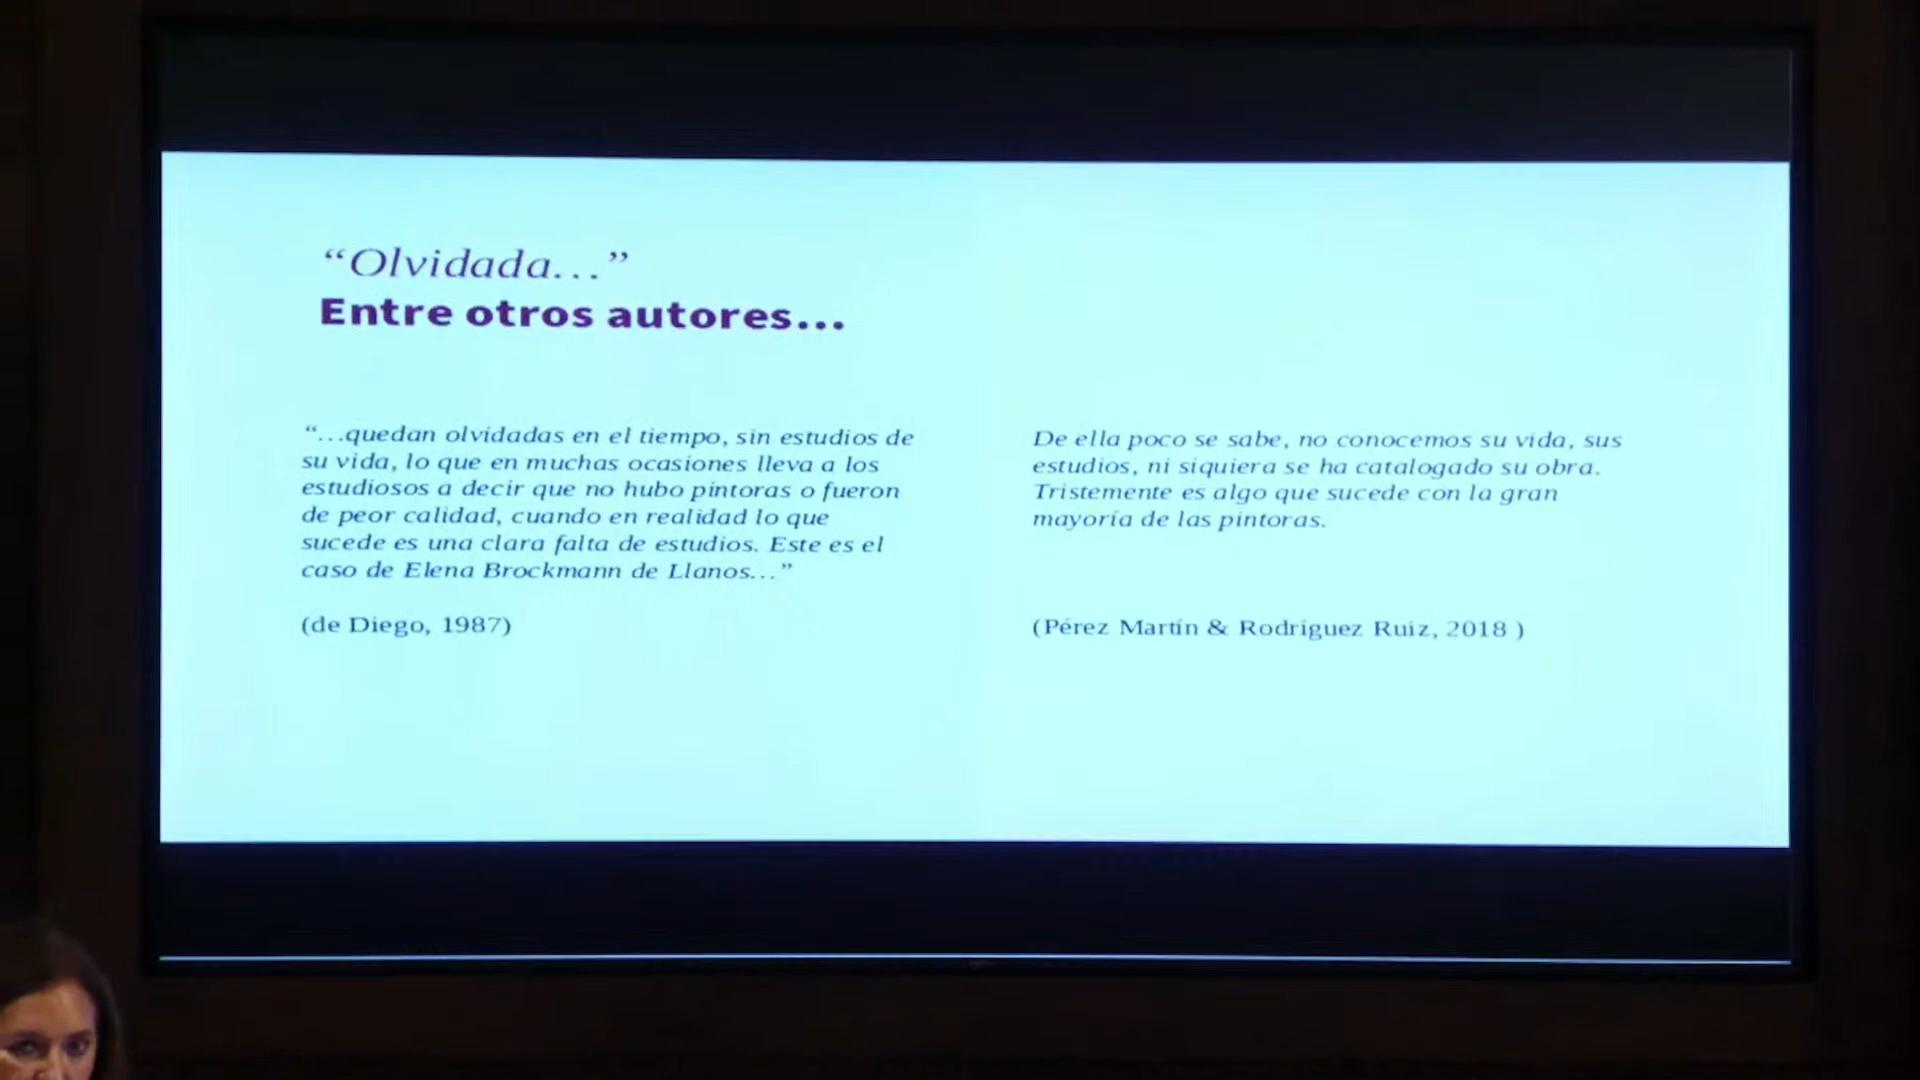 “Olvidada...”
Entre otros autores...
“...quedan olvidadas en el tiempo, sin estudios de
su vida, lo que en muchas ocasiones lleva a los
estudiosos a decir que no hubo pintoras o fueron
de peor calidad, cuando en realidad lo que
sucede es una clara falta de estudios. Este es el
caso de Elena Brockmann de Llanos...”
(de Diego, 1987)
De ella poco se sabe, no conocemos su vida, sus
estudios, ni siquiera se ha catalogado su obra.
Tristemente es algo que sucede con la gran
mayoría de las pintoras.
(Pérez Martín & Rodríguez Ruiz, 2018 )